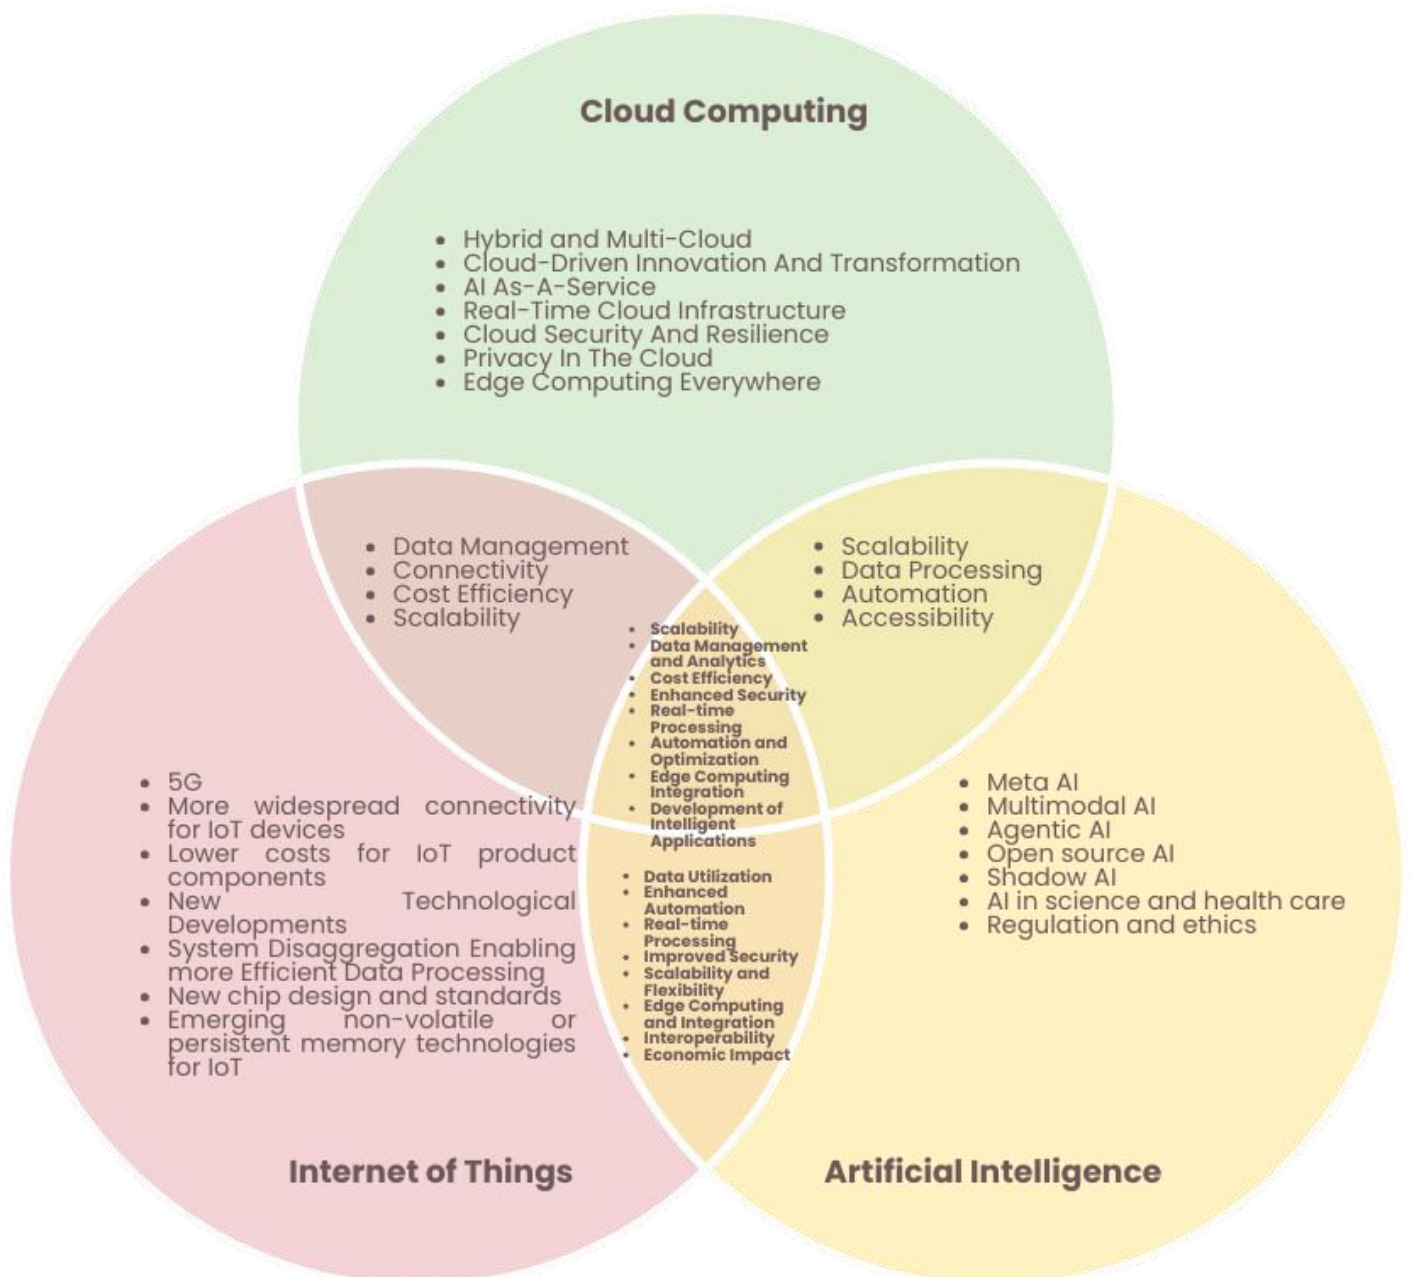 Cloud Computing
• Hybrid and Multi-Cloud
• Cloud-Driven Innovation And Transformation
• AI As-A-Service
• Real-Time Cloud Infrastructure
• Cloud Security And Resilience
• Privacy In The Cloud
• Edge Computing Everywhere
• Data Management
• Connectivity
• Cost Efficiency
• Scalability
• Scalability
• Data Processing
• Automation
• Accessibility
• Scalability
• Data Management
and Analytics
• Cost Efficiency
• Enhanced Security
• Real-time
Processing
• Automation and
Optimization
• Edge Computing
Integration
• Development of
Intelligent
Applications
• 5G
• More widespread connectivity
for IoT devices
• Lower costs for IoT product
components
• New Technological
Developments
• System Disaggregation Enabling
more Efficient Data Processing
• New chip design and standards
• Emerging non-volatile or
persistent memory technologies
for IoT
• Data Utilization
• Enhanced
Automation
• Real-time
Processing
• Improved Security
• Scalability and
Flexibility
• Edge Computing
and Integration
• Interoperability
• Economic Impact
• Meta AI
• Multimodal AI
• Agentic AI
• Open source AI
• Shadow AI
• AI in science and health care
• Regulation and ethics
Internet of Things
Artificial Intelligence